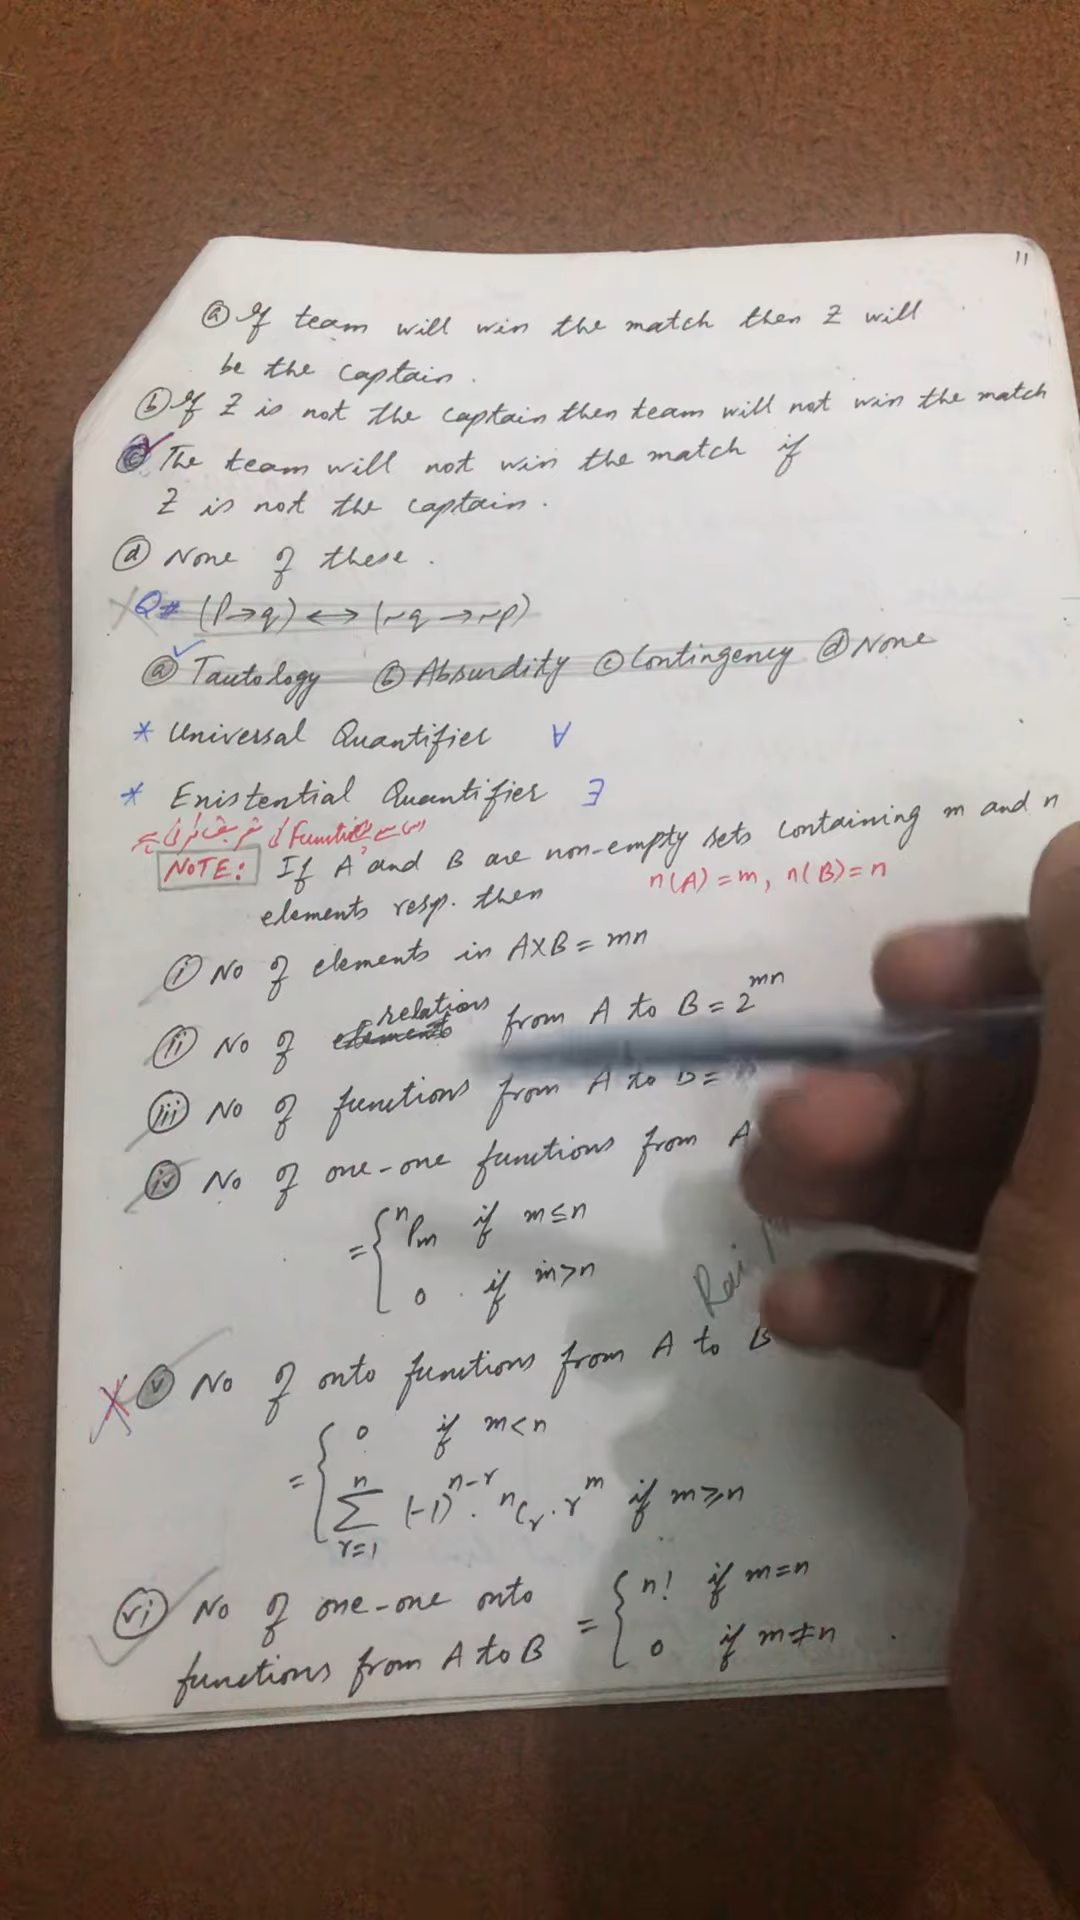 11
ⓐ If team will win the match then Z will
be the captain.
ⓑ If Z is not the captain then team will not win the match
ⓒ The team will not win the match if
Z is not the captain.
ⓓ None of these.
Q# (P→q) ↔ (~q →~p)
ⓐ Tautology ⓑ Absurdity ⓒ Contingency ⓓ None
* Universal Quantifier ∀
* Existential Quantifier ∃
Function
NOTE: If A and B are non-empty sets containing m and n
elements resp. then n(A) = m, n(B) = n
(i) No of elements in A×B = mn
(ii) No of relations from A to B = 2^mn
(iii) No of functions from A to B =
(iv) No of one-one functions from A
= { ⁿPm if m≤n
0 if m>n
Rai
(v) No of onto functions from A to B
= { 0 if m<n
n∑r=1 (-1)^n-r . ⁿCr . r^m if m≥n
(vi) No of one-one onto = { n! if m=n
functions from A to B 0 if m≠n